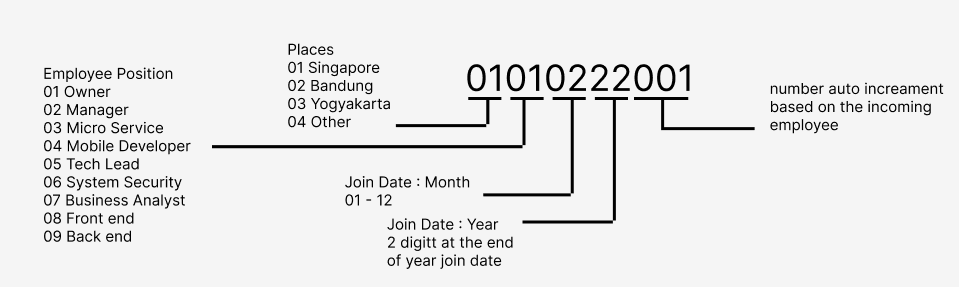 Places
01 Singapore
02 Bandung
03 Yogyakarta
04 Other
01010222001
Employee Position
01 Owner
02 Manager
03 Micro Service
04 Mobile Developer
05 Tech Lead
06 System Security
07 Business Analyst
08 Front end
09 Back end
number auto increament
based on the incoming
employee
Join Date : Month
01 - 12
Join Date : Year
2 digitt at the end
of year join date